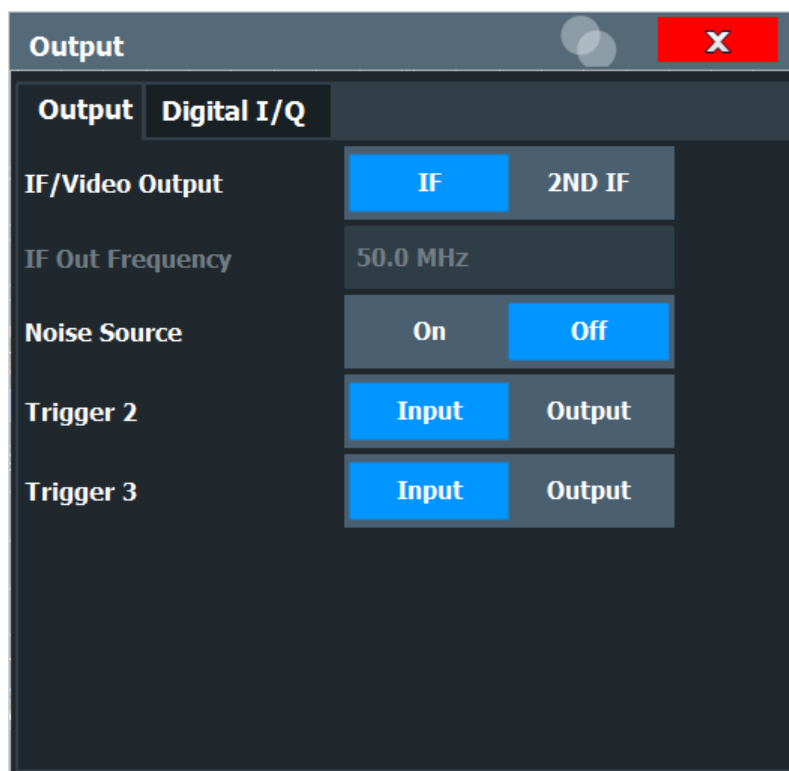 Output
X
Output Digital I/Q
IF/Video Output IF 2ND IF
IF Out Frequency 50.0 MHz
Noise Source On Off
Trigger 2 Input Output
Trigger 3 Input Output